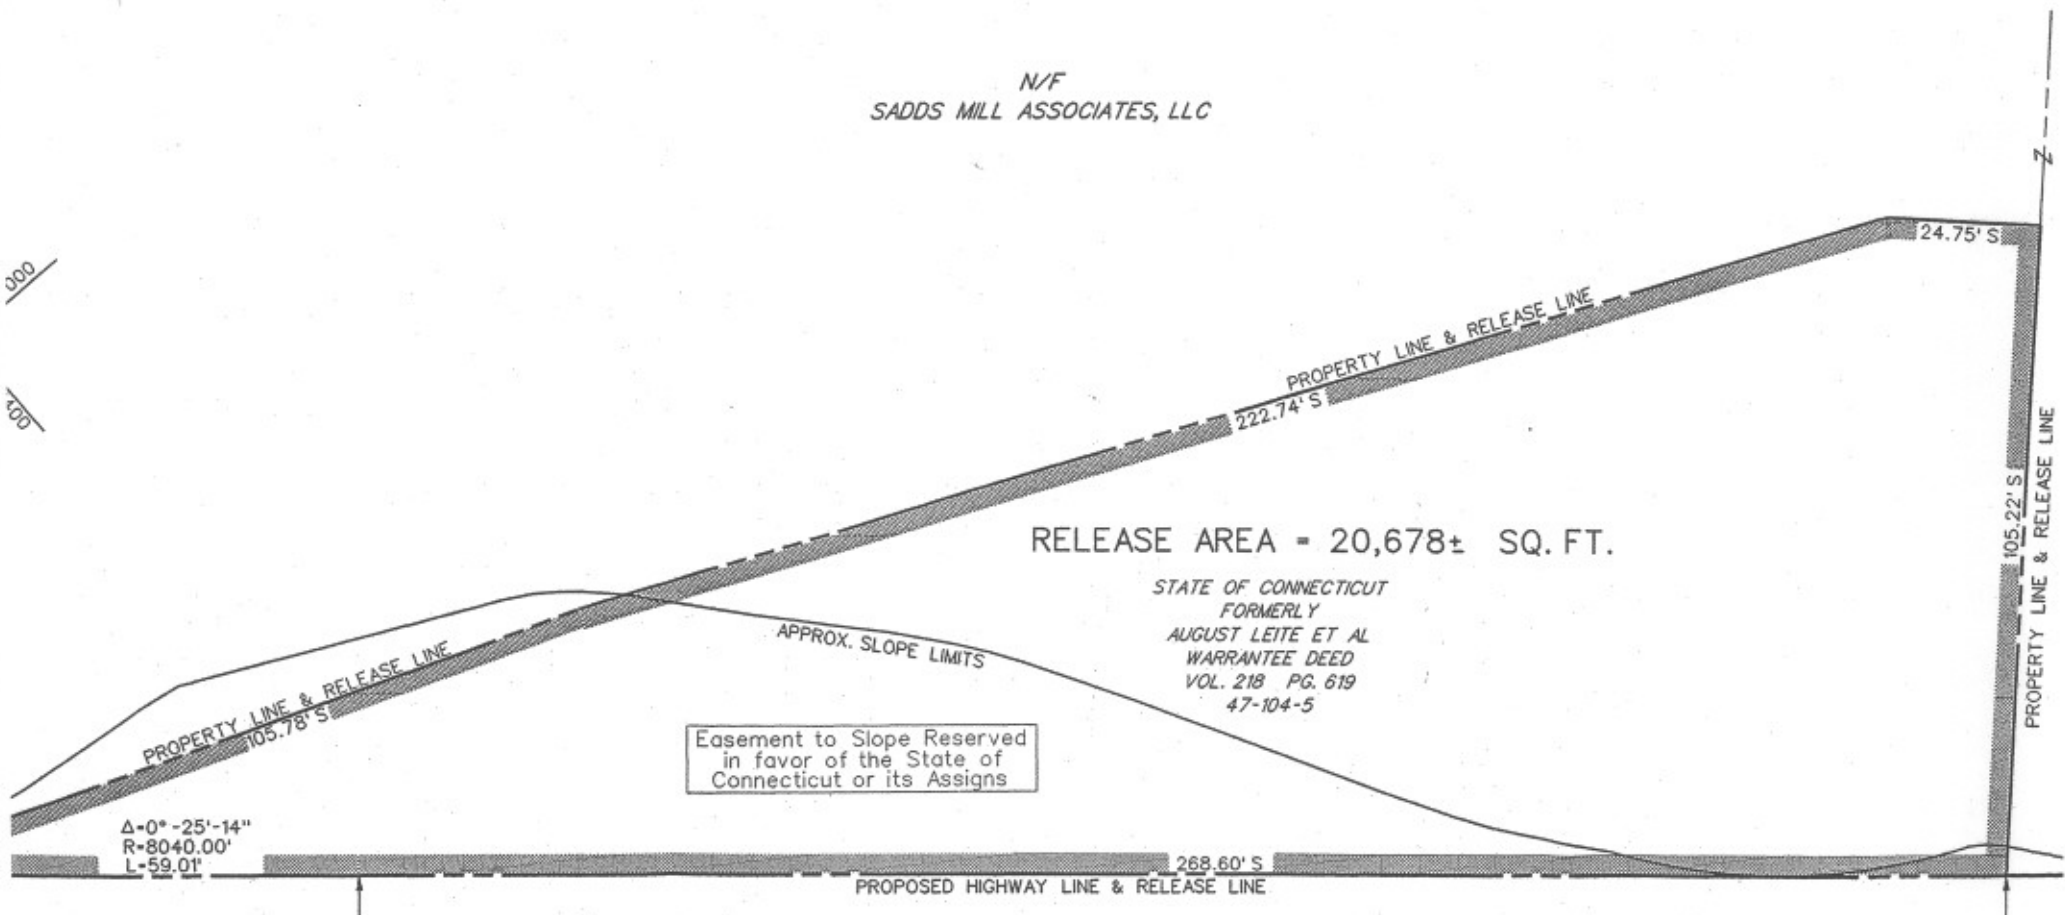 N/F
SADDS MILL ASSOCIATES, LLC
000
Z
24.75' S
PROPERTY LINE & RELEASE LINE
222.74' S
105.22' S
PROPERTY LINE & RELEASE LINE
RELEASE AREA = 20,678± SQ. FT.
STATE OF CONNECTICUT
FORMERLY
AUGUST LEITE ET AL
WARRANTEE DEED
VOL. 218 PG. 619
47-104-5
APPROX. SLOPE LIMITS
PROPERTY LINE & RELEASE LINE
105.78' S
Easement to Slope Reserved
in favor of the State of
Connecticut or its Assigns
Δ=0°-25'-14"
R=8040.00'
L=59.01'
268.60' S
PROPOSED HIGHWAY LINE & RELEASE LINE